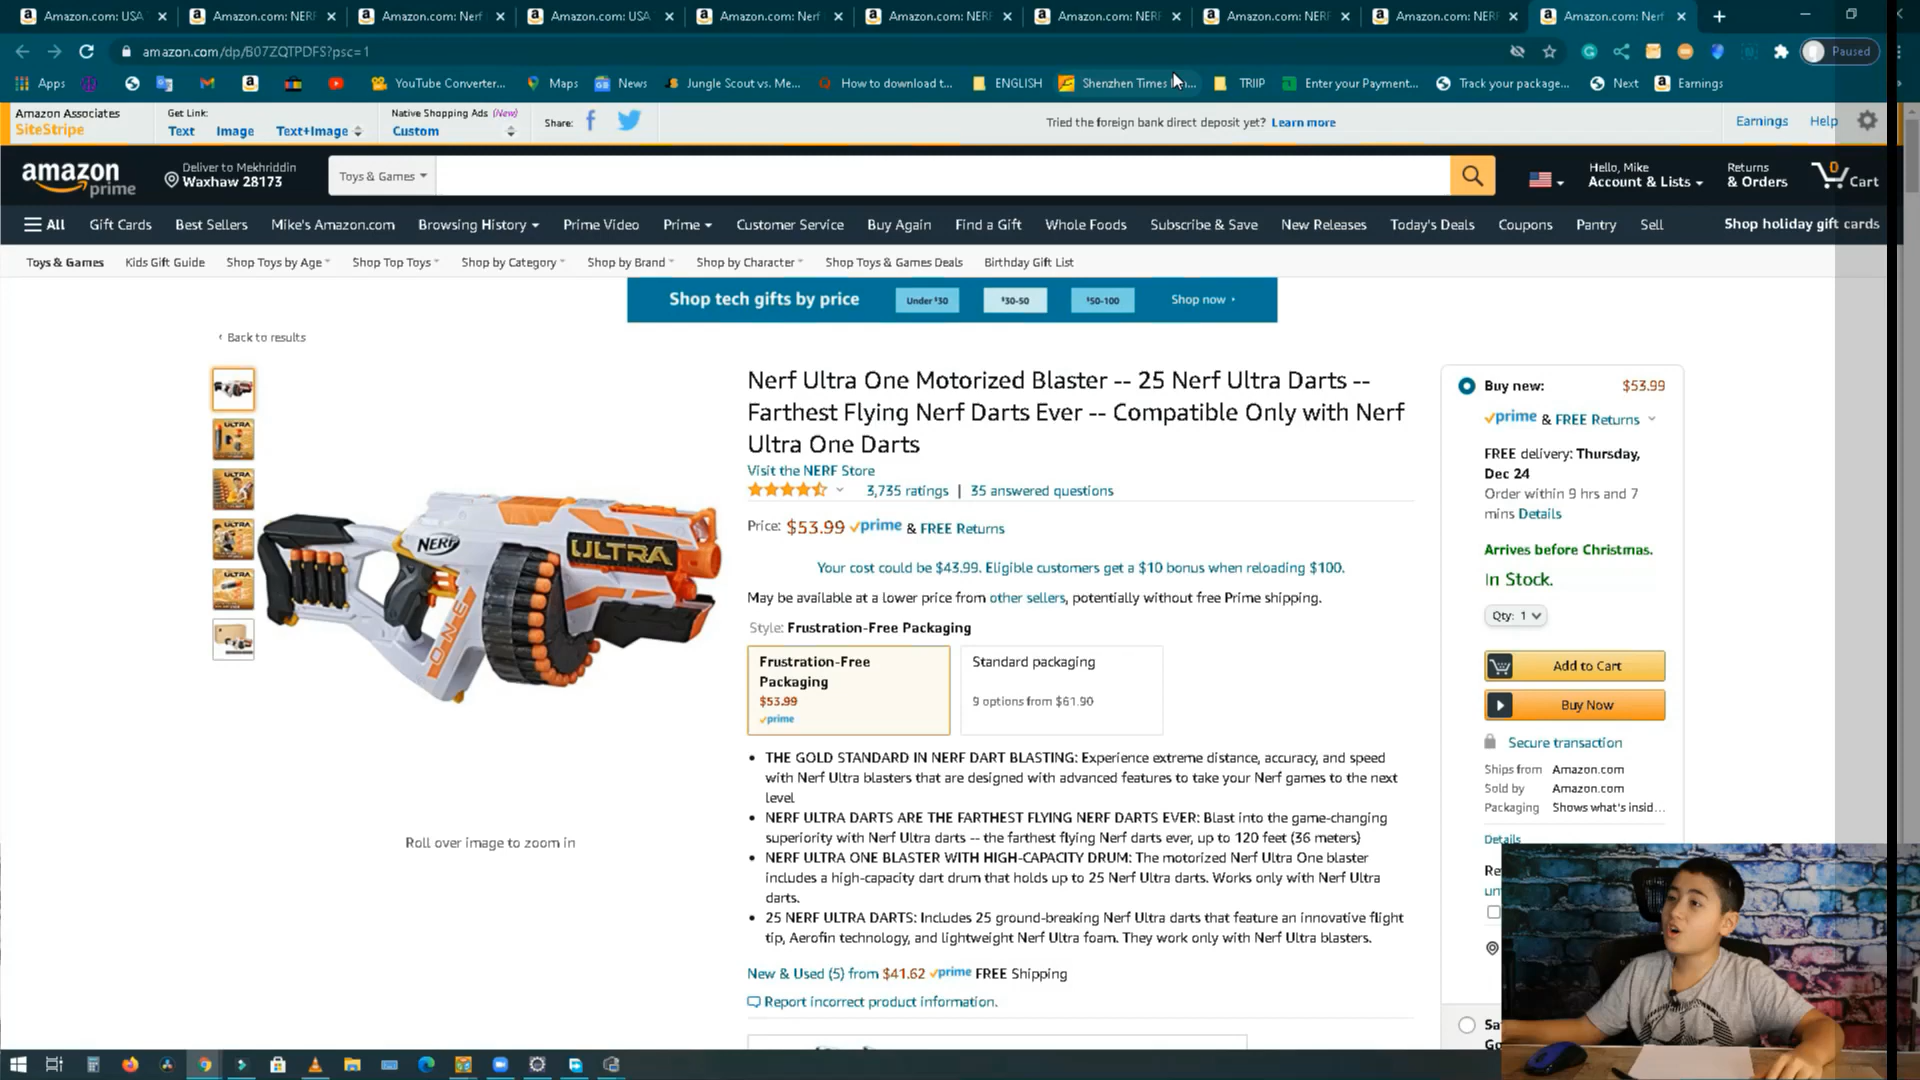 Amazon.com: USA
Amazon.com: NERF
Amazon.com: Nerf
Amazon.com: USA
Amazon.com: Nerf
Amazon.com: NERF
Amazon.com: NERF
Amazon.com: NERF
Amazon.com: NERF
Amazon.com: Nerf
amazon.com/dp/B07ZQTPDFS?psc=1
Paused
Apps
YouTube Converter...
Maps
News
Jungle Scout vs. Me...
How to download t...
ENGLISH
Shenzhen Times
TRIIP
Enter your Payment...
Track your package...
Next
Earnings
Amazon Associates
SiteStripe
Get Link:
Text Image Text+Image
Native Shopping Ads (New)
Custom
Share:
Tried the foreign bank direct deposit yet? Learn more
Earnings Help
amazon prime
Deliver to Mekhriddin
Waxhaw 28173
Toys & Games
Hello, Mike
Account & Lists
Returns
& Orders
0
Cart
All Gift Cards Best Sellers Mike's Amazon.com Browsing History Prime Video Prime Customer Service Buy Again Find a Gift Whole Foods Subscribe & Save New Releases Today's Deals Coupons Pantry Sell Shop holiday gift cards
Toys & Games Kids Gift Guide Shop Toys by Age Shop Top Toys Shop by Category Shop by Brand Shop by Character Shop Toys & Games Deals Birthday Gift List
Shop tech gifts by price Under $30 $30-50 $50-100 Shop now ›
‹ Back to results
NERF
ULTRA
ONE
ULTRA
ULTRA
ULTRA
ULTRA
Roll over image to zoom in
Nerf Ultra One Motorized Blaster -- 25 Nerf Ultra Darts --
Farthest Flying Nerf Darts Ever -- Compatible Only with Nerf
Ultra One Darts
Visit the NERF Store
3,735 ratings | 35 answered questions
Price: $53.99 prime & FREE Returns
Your cost could be $43.99. Eligible customers get a $10 bonus when reloading $100.
May be available at a lower price from other sellers, potentially without free Prime shipping.
Style: Frustration-Free Packaging
Frustration-Free
Packaging
$53.99
prime
Standard packaging
9 options from $61.90
• THE GOLD STANDARD IN NERF DART BLASTING: Experience extreme distance, accuracy, and speed
with Nerf Ultra blasters that are designed with advanced features to take your Nerf games to the next
level
• NERF ULTRA DARTS ARE THE FARTHEST FLYING NERF DARTS EVER: Blast into the game-changing
superiority with Nerf Ultra darts -- the farthest flying Nerf darts ever, up to 120 feet (36 meters)
• NERF ULTRA ONE BLASTER WITH HIGH-CAPACITY DRUM: The motorized Nerf Ultra One blaster
includes a high-capacity dart drum that holds up to 25 Nerf Ultra darts. Works only with Nerf Ultra
darts.
• 25 NERF ULTRA DARTS: Includes 25 ground-breaking Nerf Ultra darts that feature an innovative flight
tip, Aerofin technology, and lightweight Nerf Ultra foam. They work only with Nerf Ultra blasters.
New & Used (5) from $41.62 prime FREE Shipping
Report incorrect product information.
Buy new: $53.99
prime & FREE Returns
FREE delivery: Thursday,
Dec 24
Order within 9 hrs and 7
mins Details
Arrives before Christmas.
In Stock.
Qty: 1
Add to Cart
Buy Now
Secure transaction
Ships from Amazon.com
Sold by Amazon.com
Packaging Shows what's insid...
Details